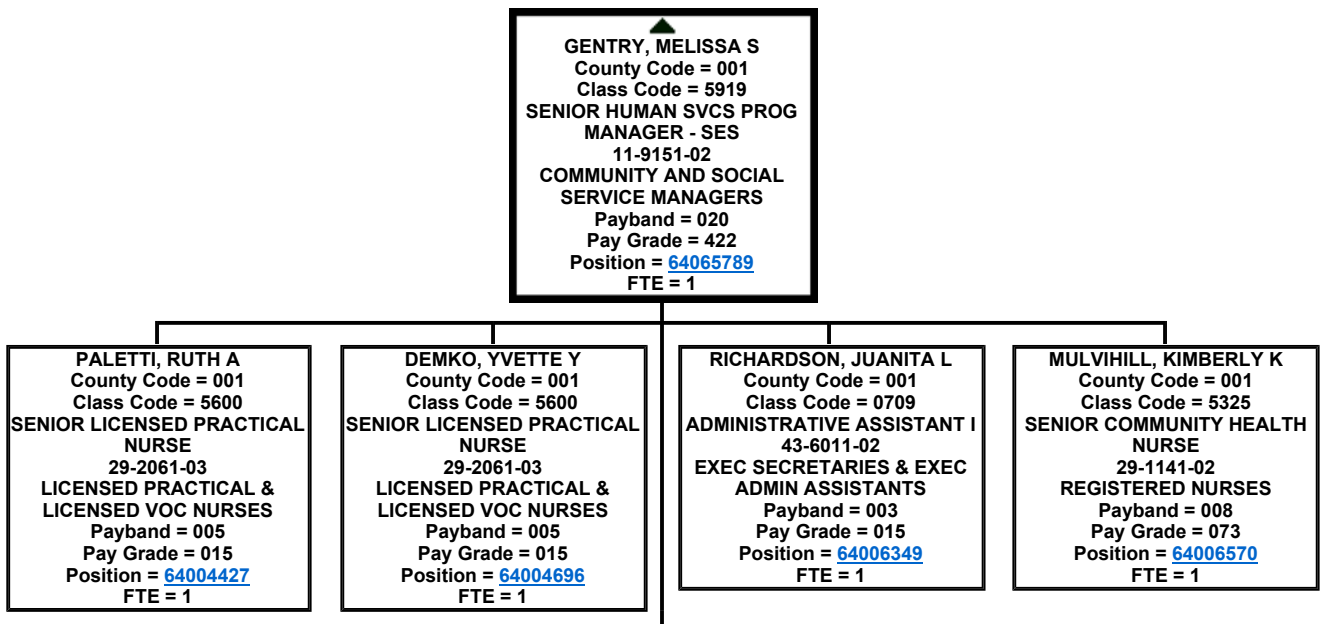 GENTRY, MELISSA S
County Code = 001
Class Code = 5919
SENIOR HUMAN SVCS PROG
MANAGER - SES
11-9151-02
COMMUNITY AND SOCIAL
SERVICE MANAGERS
Payband = 020
Pay Grade = 422
Position = 64065789
FTE = 1
PALETTI, RUTH A
County Code = 001
Class Code = 5600
SENIOR LICENSED PRACTICAL
NURSE
29-2061-03
LICENSED PRACTICAL &
LICENSED VOC NURSES
Payband = 005
Pay Grade = 015
Position = 64004427
FTE = 1
DEMKO, YVETTE Y
County Code = 001
Class Code = 5600
SENIOR LICENSED PRACTICAL
NURSE
29-2061-03
LICENSED PRACTICAL &
LICENSED VOC NURSES
Payband = 005
Pay Grade = 015
Position = 64004696
FTE = 1
RICHARDSON, JUANITA L
County Code = 001
Class Code = 0709
ADMINISTRATIVE ASSISTANT I
43-6011-02
EXEC SECRETARIES & EXEC
ADMIN ASSISTANTS
Payband = 003
Pay Grade = 015
Position = 64006349
FTE = 1
MULVIHILL, KIMBERLY K
County Code = 001
Class Code = 5325
SENIOR COMMUNITY HEALTH
NURSE
29-1141-02
REGISTERED NURSES
Payband = 008
Pay Grade = 073
Position = 64006570
FTE = 1